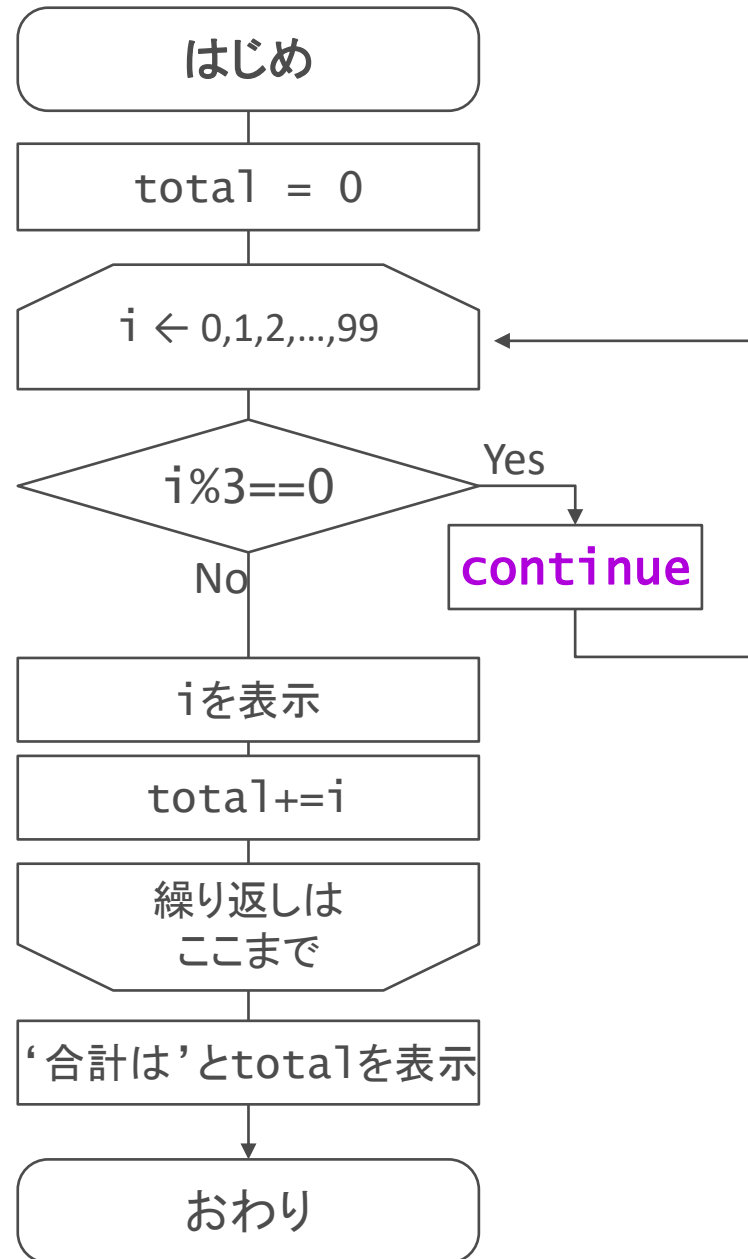 はじめ
total = 0
i ← 0,1,2,…,99
i%3==0
Yes
continue
No
iを表示
total+=i
繰り返しは
ここまで
‘合計は’とtotalを表示
おわり